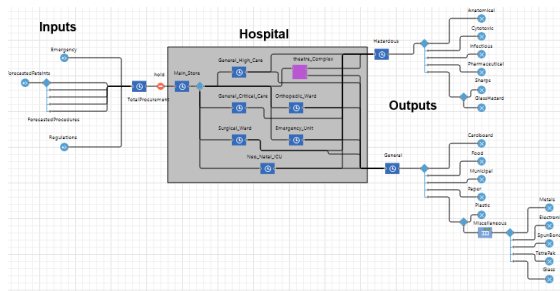 Inputs
Hospital
Outputs
Emergency
ForecastedPateints
ForecastedProcedures
Regulations
TotalProcurement
hold
Main_Store
General_High_Care
theatre_Complex
General_Critical_Care
Orthopedic_Ward
Surgical_Ward
Emergency_Unit
Neo_Natal_ICU
Hazardous
Anatomical
Cytotoxic
Infectious
Pharmaceutical
Sharps
GlassHazard
General
Cardboard
Food
Municipal
Paper
Plastic
Miscellaneous
Metals
Electronic
SpunBond
TetraPak
Glass